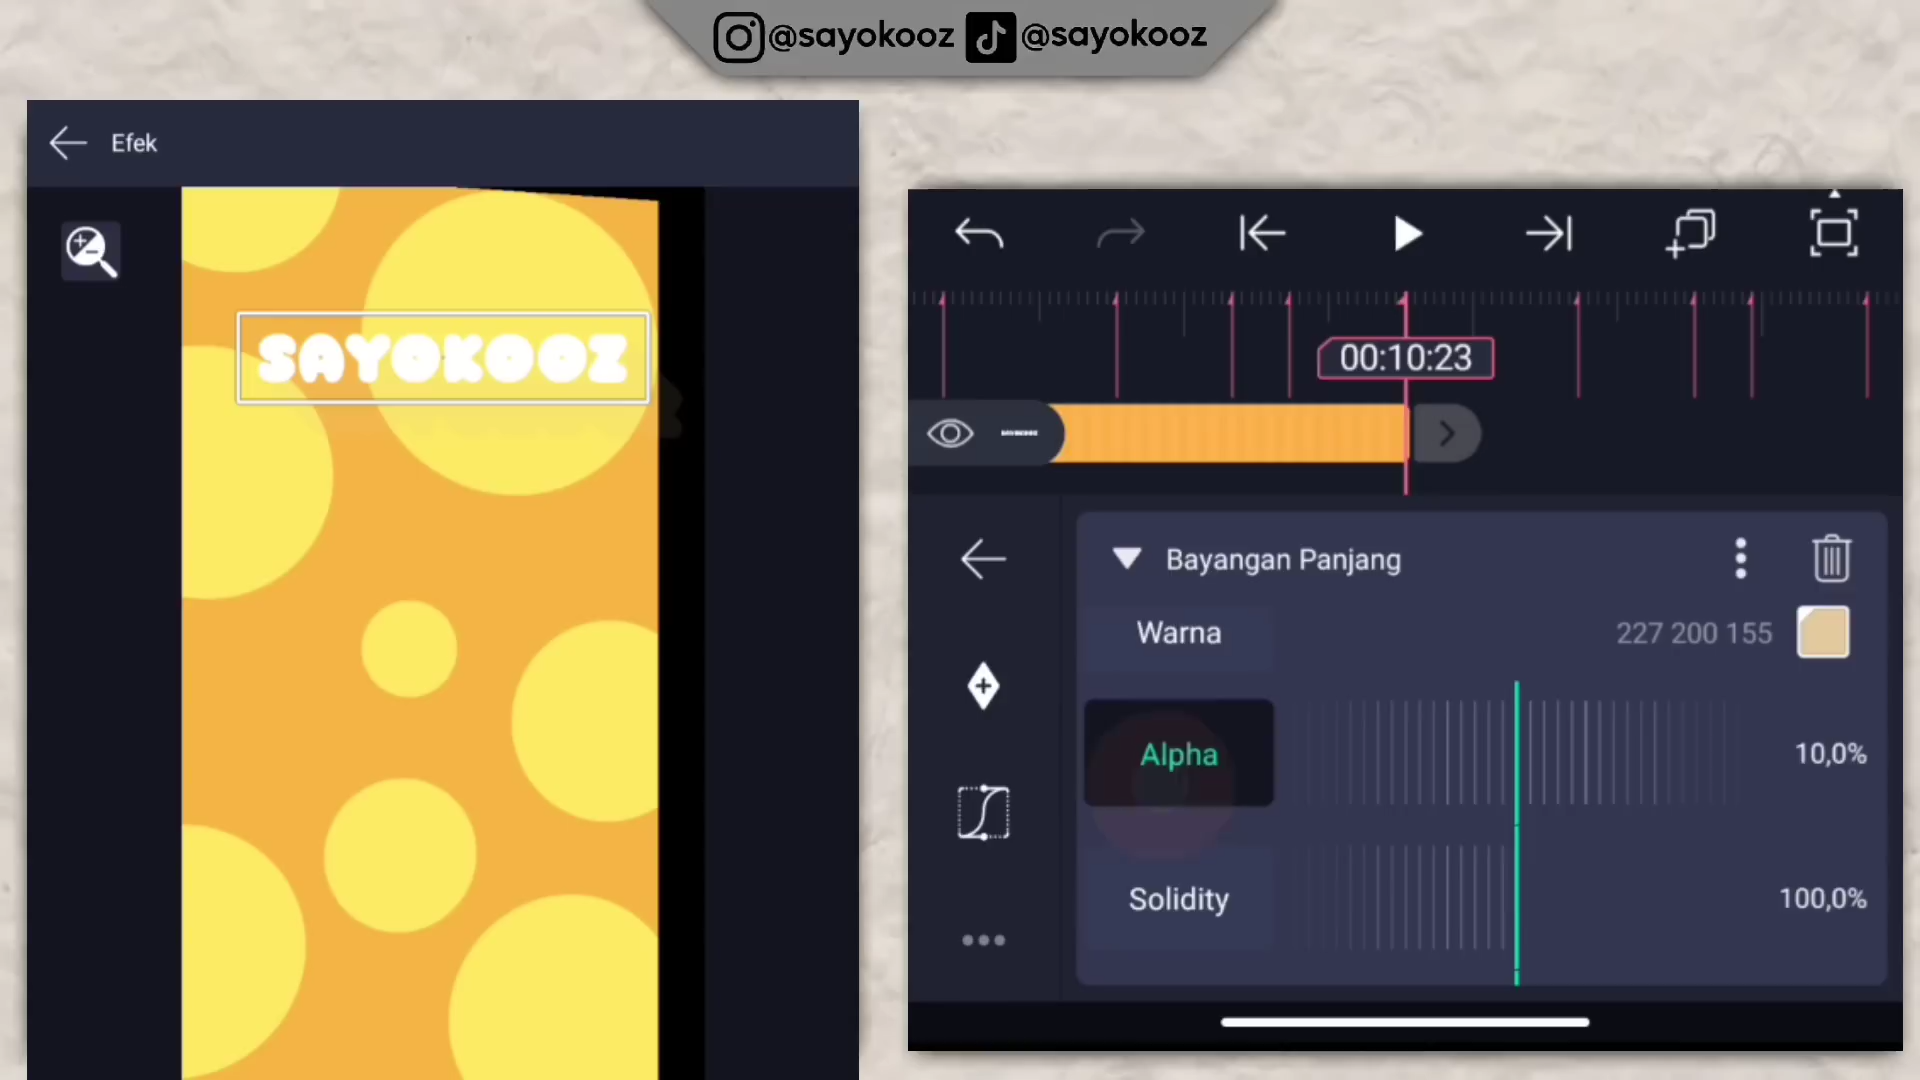 @sayokooz @sayokooz
Efek
SAYOKOOZ
00:10:23
Bayangan Panjang
Warna 227 200 155
Alpha 10,0%
Solidity 100,0%